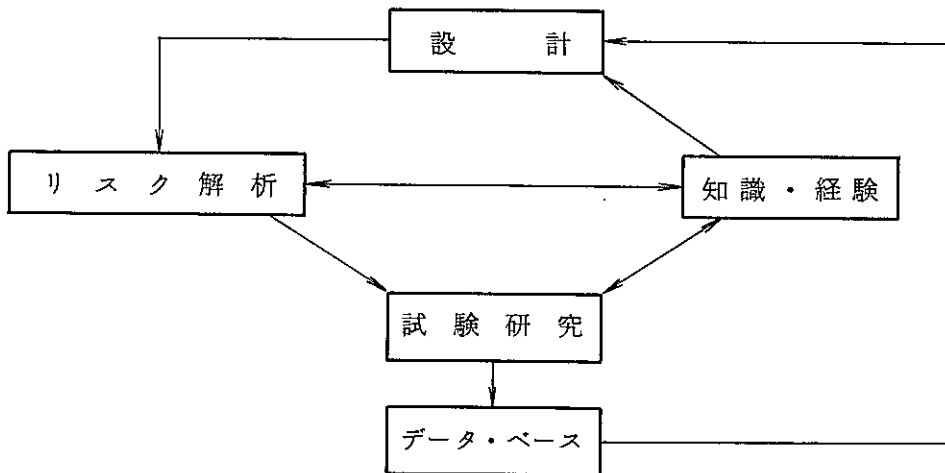 設計
リスク解析
知識・経験
試験研究
データ・ベース